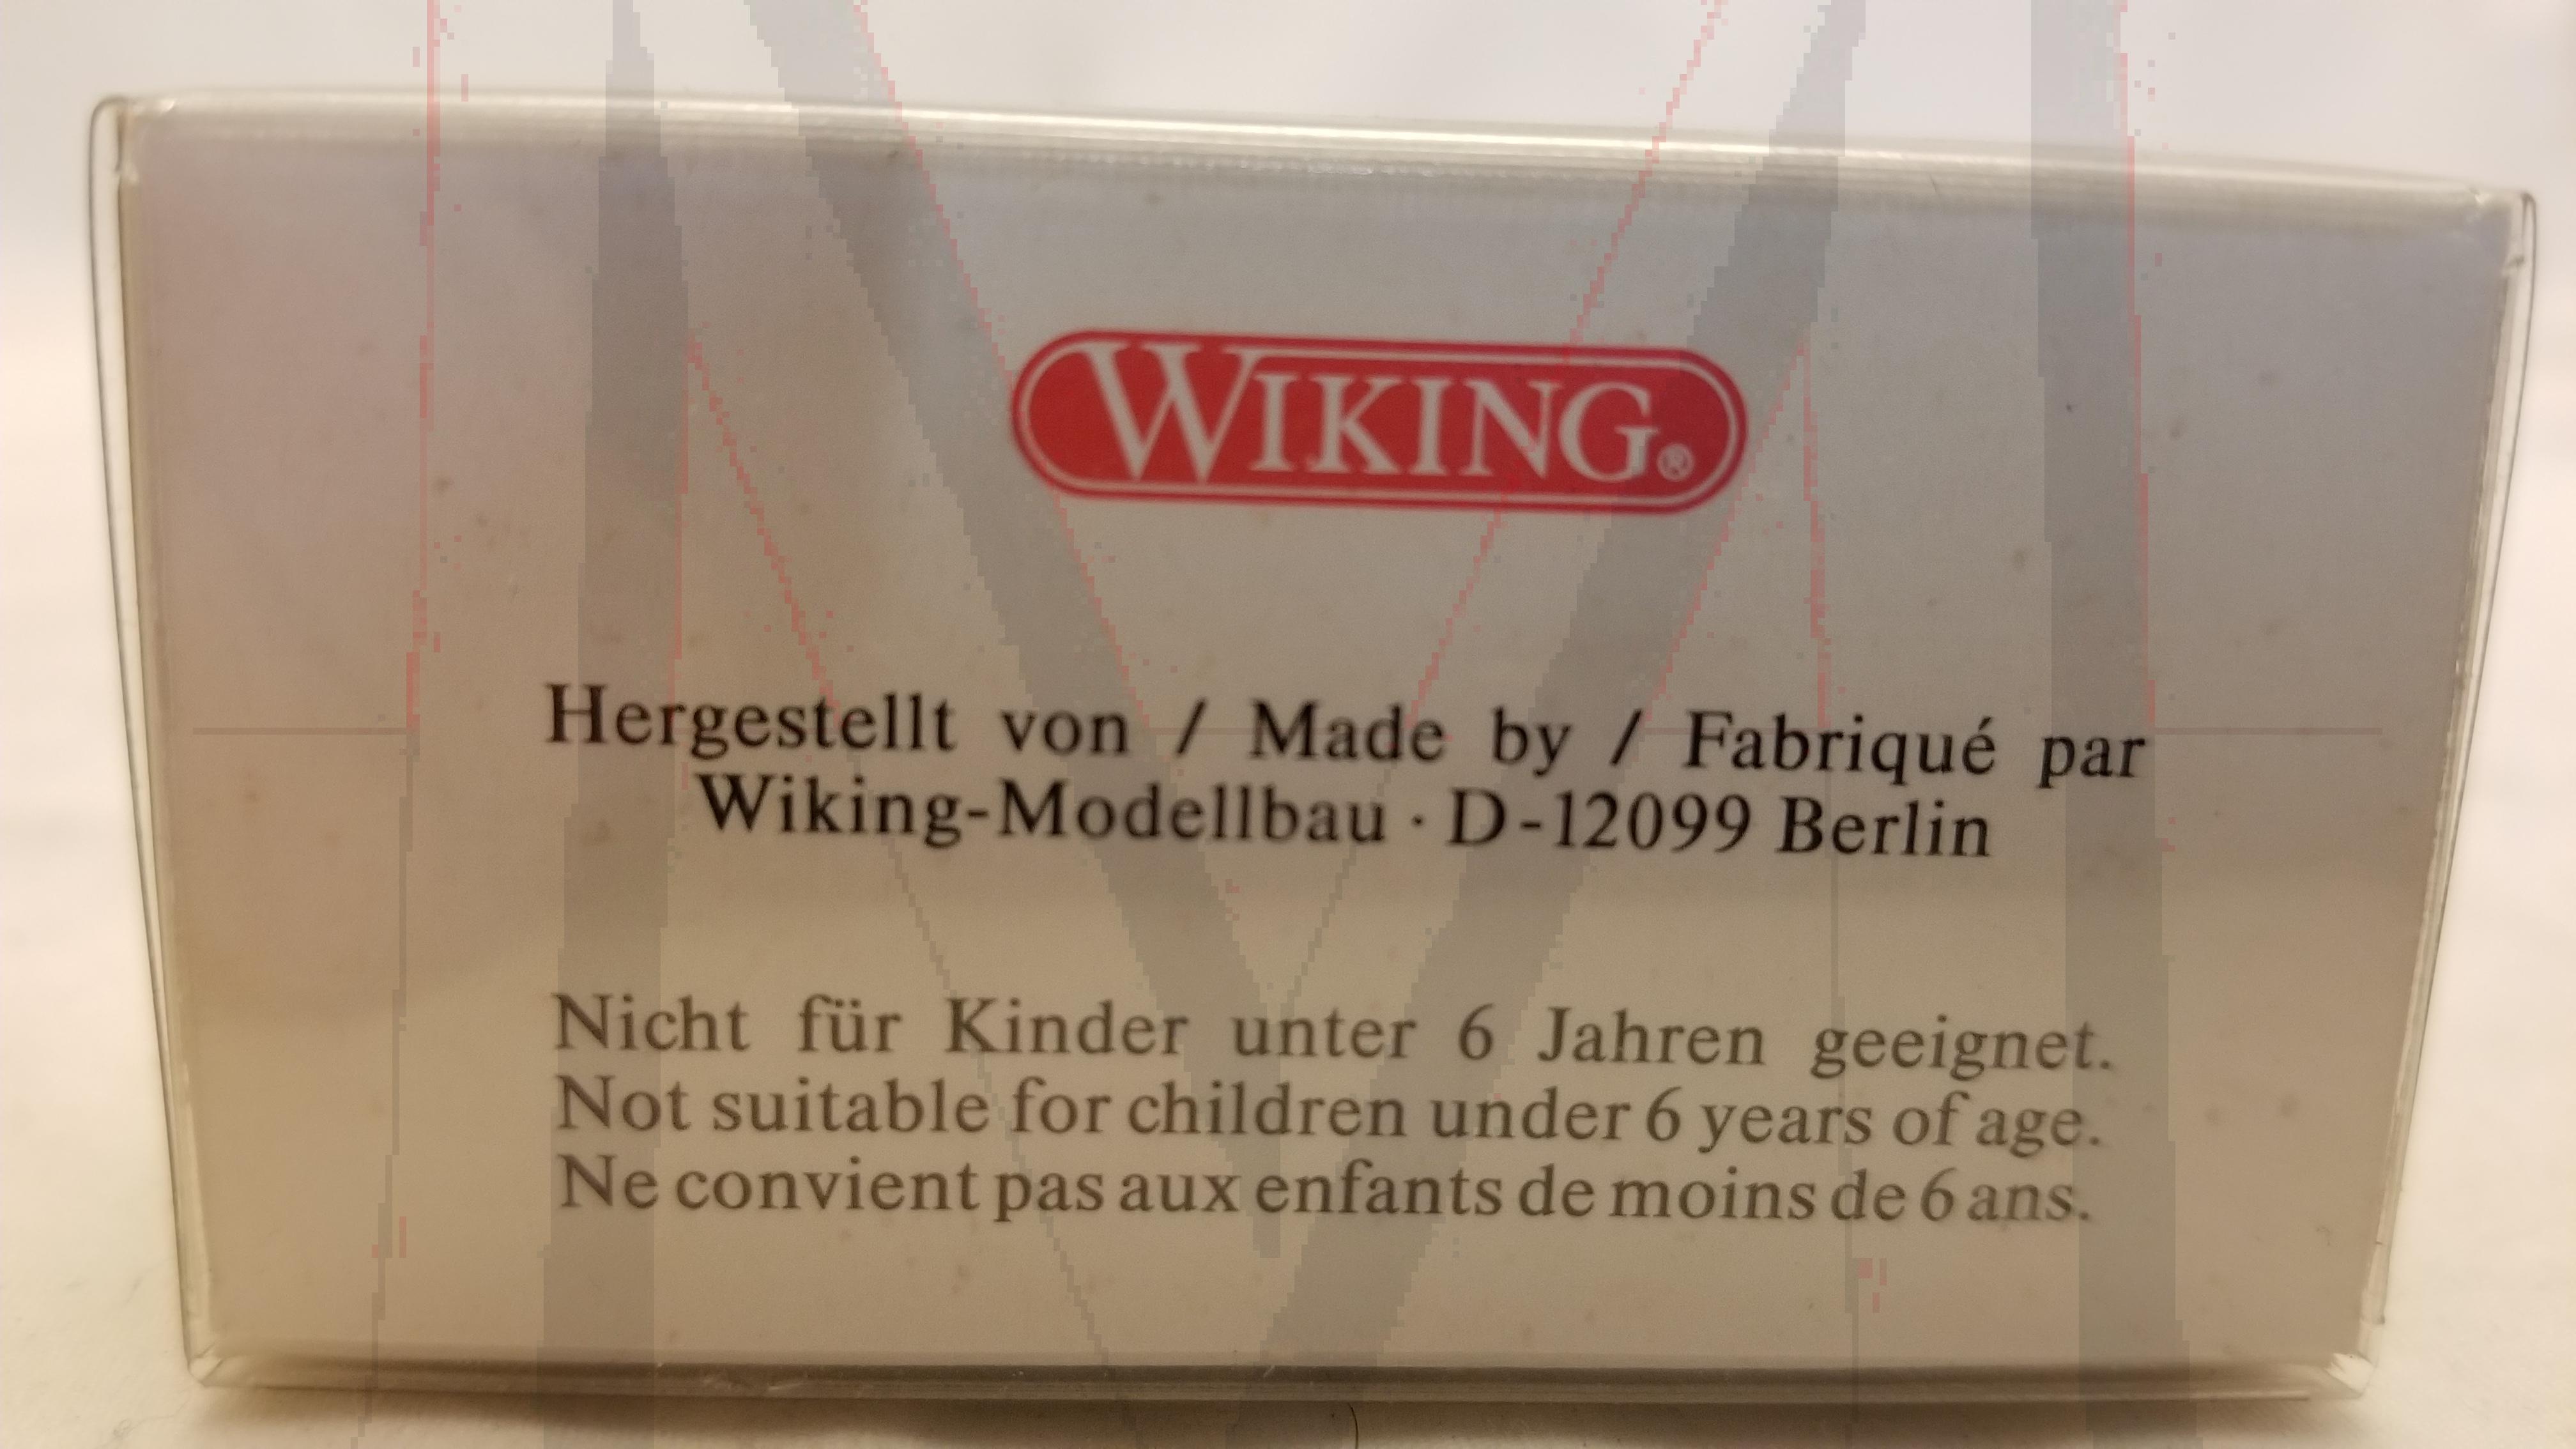 WIKING®
Hergestellt von / Made by / Fabriqué par
Wiking-Modellbau · D-12099 Berlin
Nicht für Kinder unter 6 Jahren geeignet.
Not suitable for children under 6 years of age.
Ne convient pas aux enfants de moins de 6 ans.